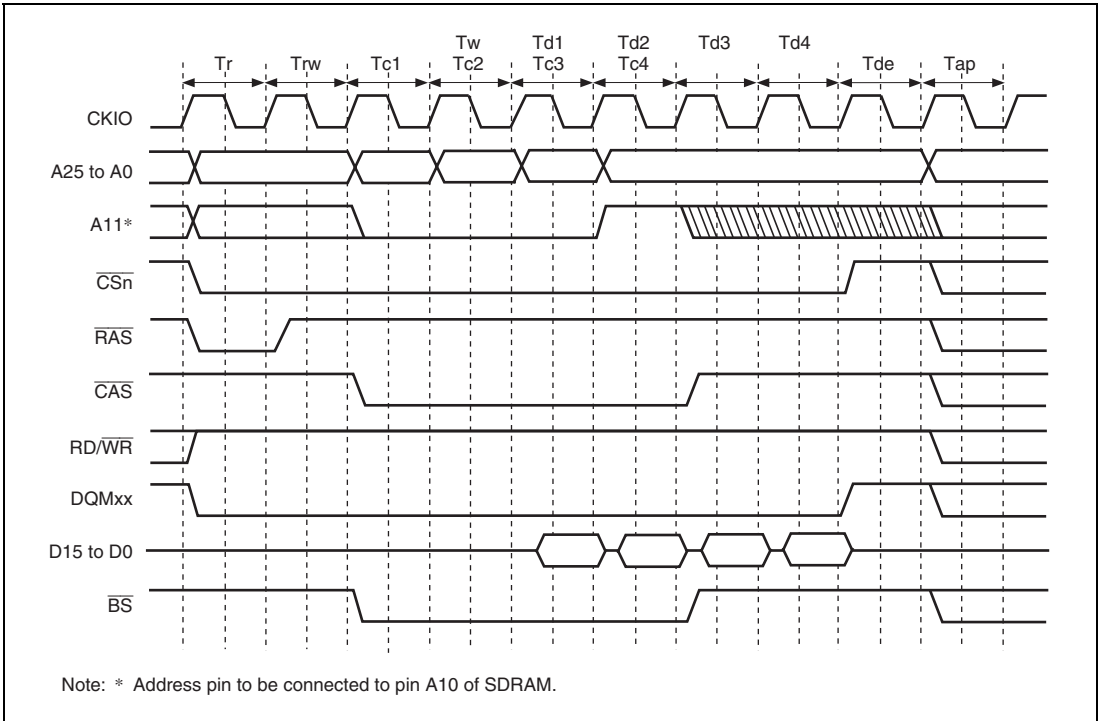 Tw Td1 Td2 Td3 Td4
Tr Trw Tc1 Tc2 Tc3 Tc4 Tde Tap
CKIO
A25 to A0
A11*
CSn
RAS
CAS
RD/WR
DQMxx
D15 to D0
BS
Note: * Address pin to be connected to pin A10 of SDRAM.